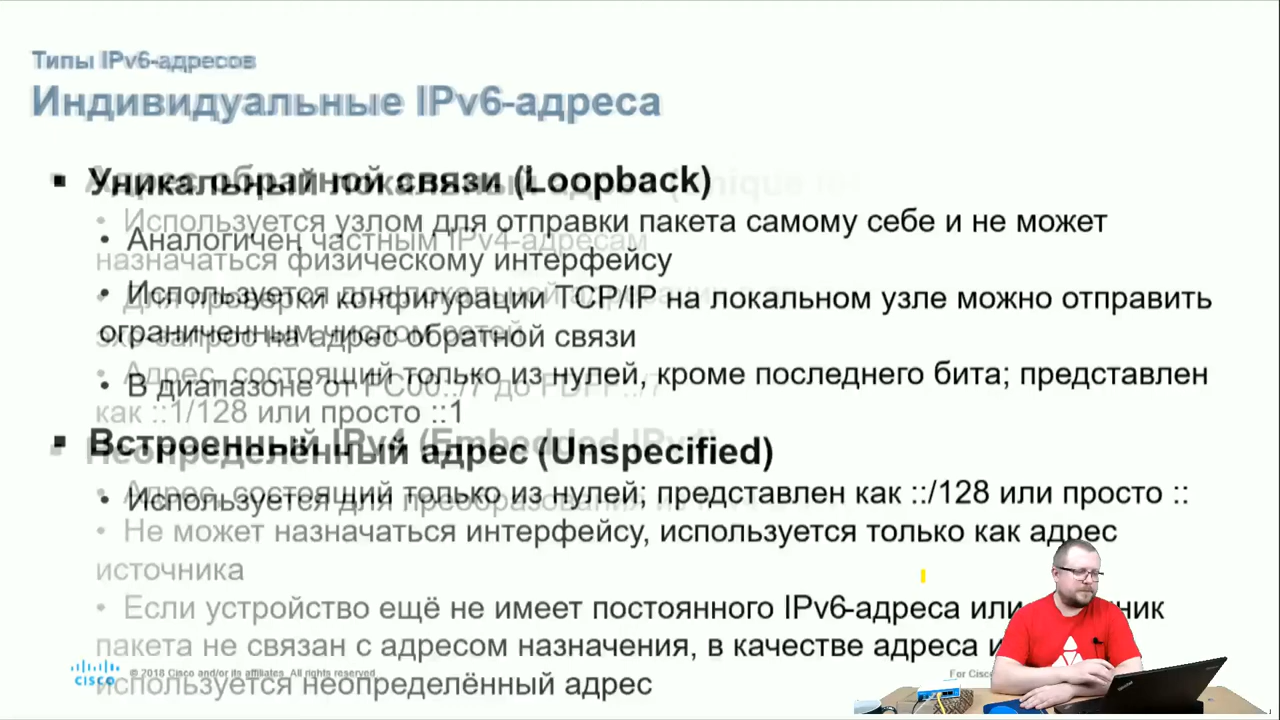 Типы IPv6-адресов
Индивидуальные IPv6-адреса
Адрес обратной связи (Loopback)
Уникальный локальный
Используется узлом для отправки пакета самому себе и не может
Аналогичен частным IPv4-адресам
назначаться физическому интерфейсу
Для проверки конфигурации TCP/IP на локальном узле можно отправить
Используется для
эхо-запрос на адрес обратной связи
ограниченным числом сетей
Адрес, состоящий только из нулей, кроме последнего бита; представлен
В диапазоне от FC00::/7 до FDFF::/7
как ::1/128 или просто ::1
Встроенный IPv4 (Embedded IPv4)
Неопределённый адрес (Unspecified)
Адрес, состоящий только из нулей; представлен как ::/128 или просто ::
Используется для преобразования
Не может назначаться интерфейсу, используется только как адрес
источника
Если устройство ещё не имеет постоянного IPv6-адреса или
пакета не связан с адресом назначения, в качестве адреса
используется неопределённый адрес
CISCO
© 2018 Cisco and/or its affiliates. All rights reserved.
For Cisco